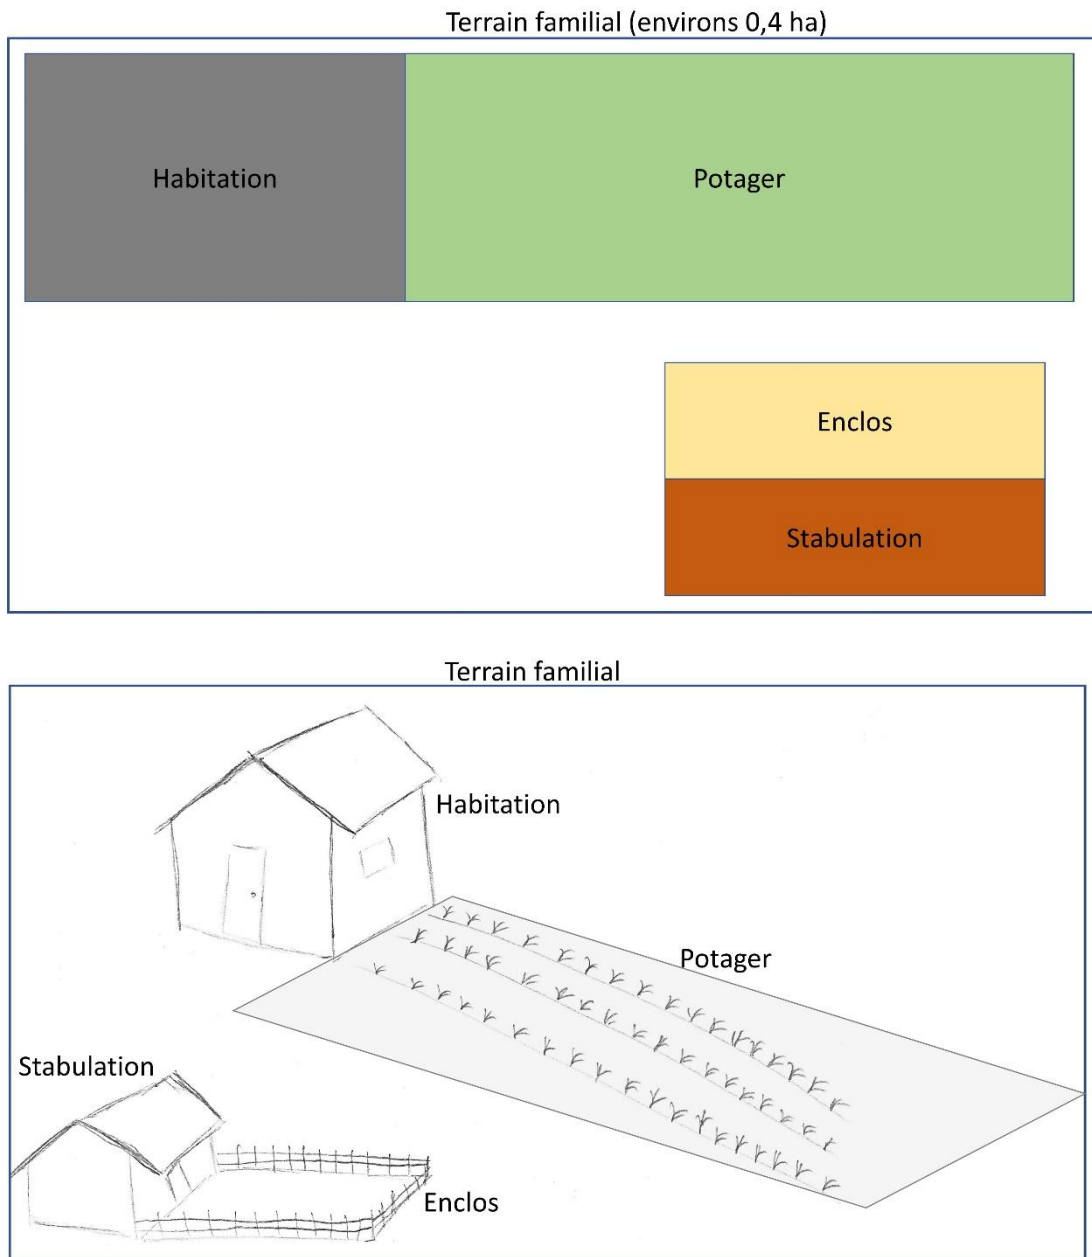 Terrain familial (environs 0,4 ha)
Habitation
Potager
Enclos
Stabulation
Terrain familial
Habitation
Potager
Stabulation
Enclos